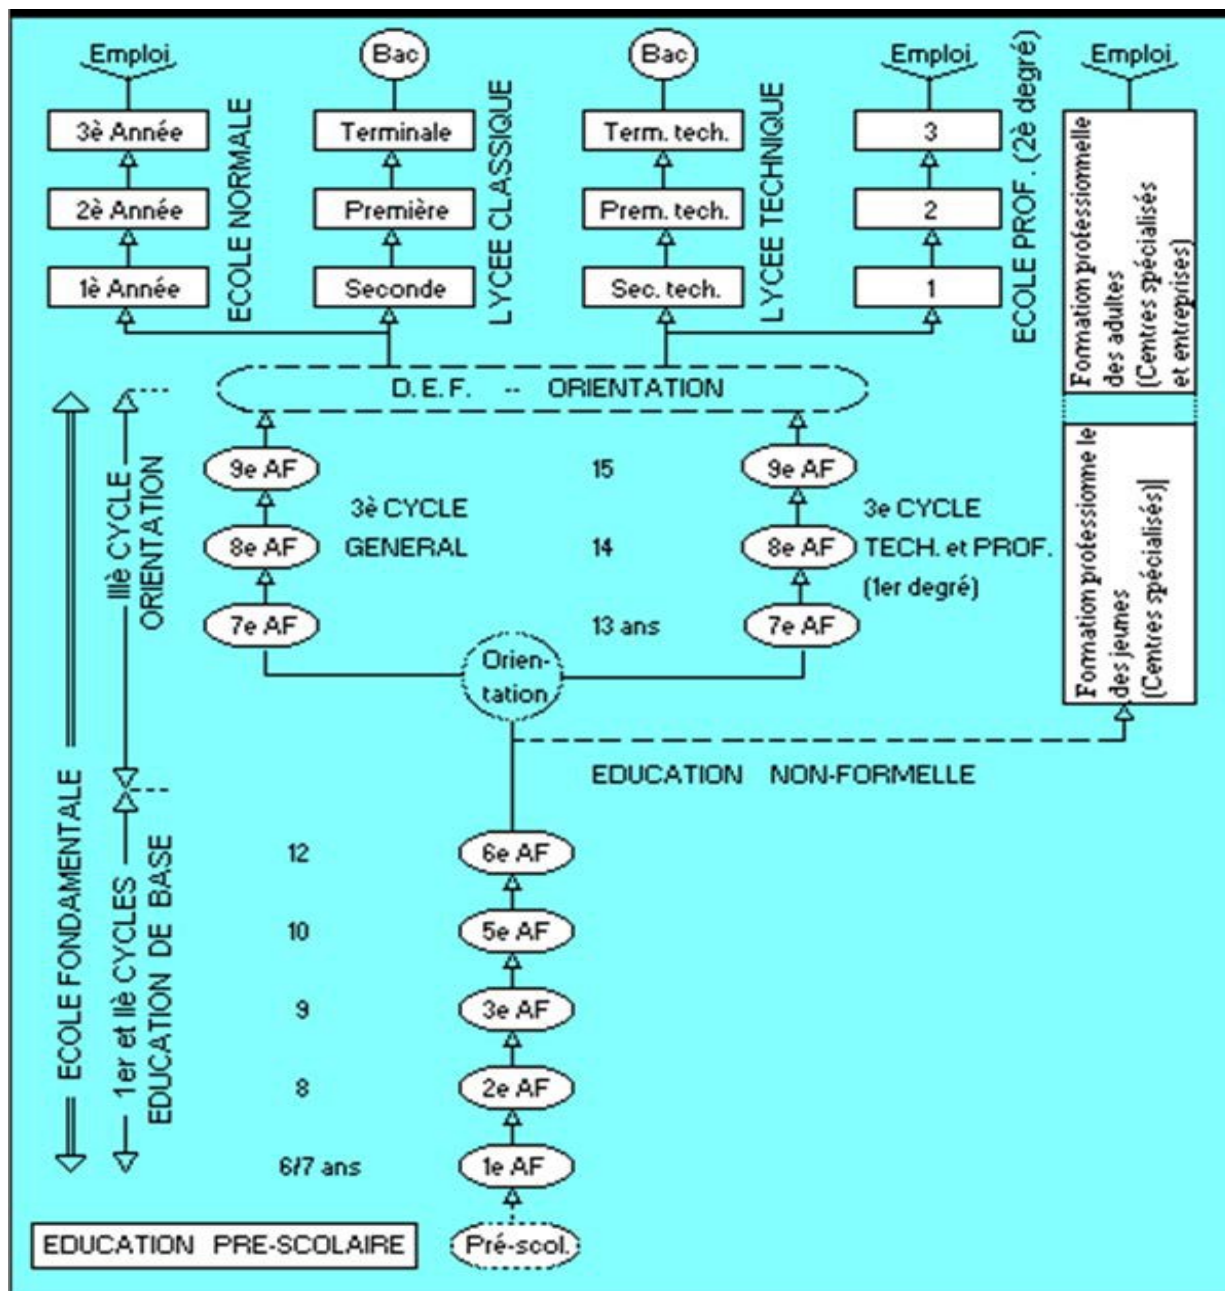 Emploi
Bac
Bac
Emploi
Emploi
3è Année
Terminale
Term. tech.
3
2è Année
Première
Prem. tech.
2
1è Année
Seconde
Sec. tech.
1
ECOLE NORMALE
LYCEE CLASSIQUE
LYCEE TECHNIQUE
ECOLE PROF. (2è degré)
Formation professionnelle
des adultes
(Centres spécialisés
et entreprises)
D.E.F. -- ORIENTATION
9e AF
15
9e AF
3è CYCLE
GENERAL
3e CYCLE
TECH. et PROF.
(1er degré)
8e AF
14
8e AF
7e AF
13 ans
7e AF
Formation professionne le
des jeunes
(Centres spécialisés)
IIIè CYCLE
ORIENTATION
Orien-
tation
EDUCATION NON-FORMELLE
ECOLE FONDAMENTALE
1er et IIè CYCLES
EDUCATION DE BASE
12
6e AF
10
5e AF
9
3e AF
8
2e AF
6/7 ans
1e AF
EDUCATION PRE-SCOLAIRE
Pré-scol.